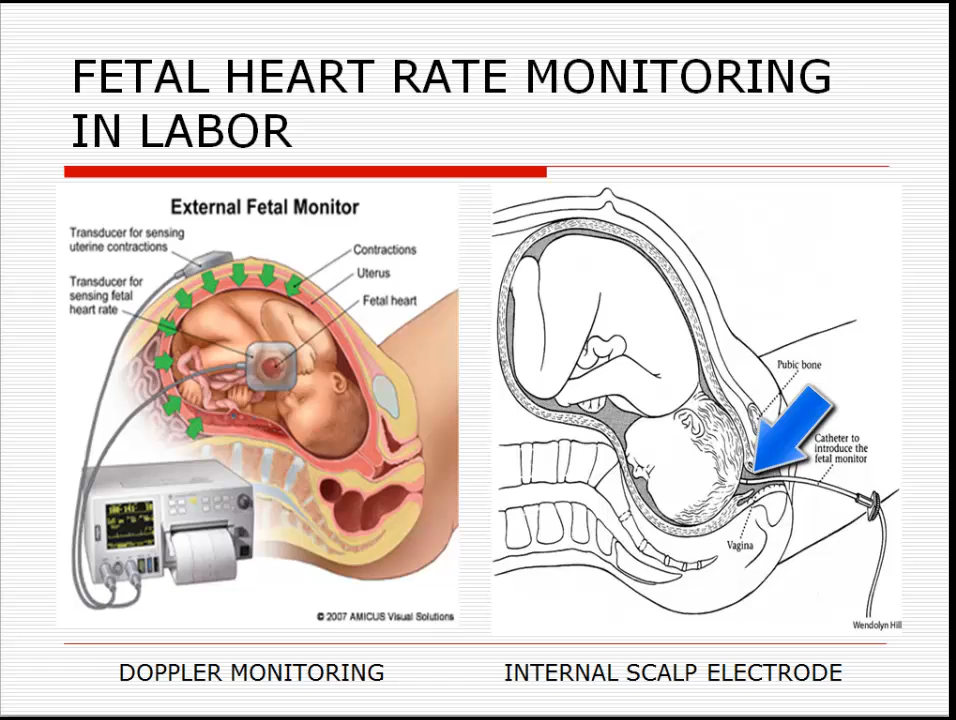 FETAL HEART RATE MONITORING
IN LABOR
External Fetal Monitor
Transducer for sensing
uterine contractions
Transducer for
sensing fetal
heart rate
Contractions
Uterus
Fetal heart
© 2007 AMICUS Visual Solutions
Pubic bone
Catheter to
introduce the
fetal monitor
Vagina
Wendolyn Hill
DOPPLER MONITORING
INTERNAL SCALP ELECTRODE